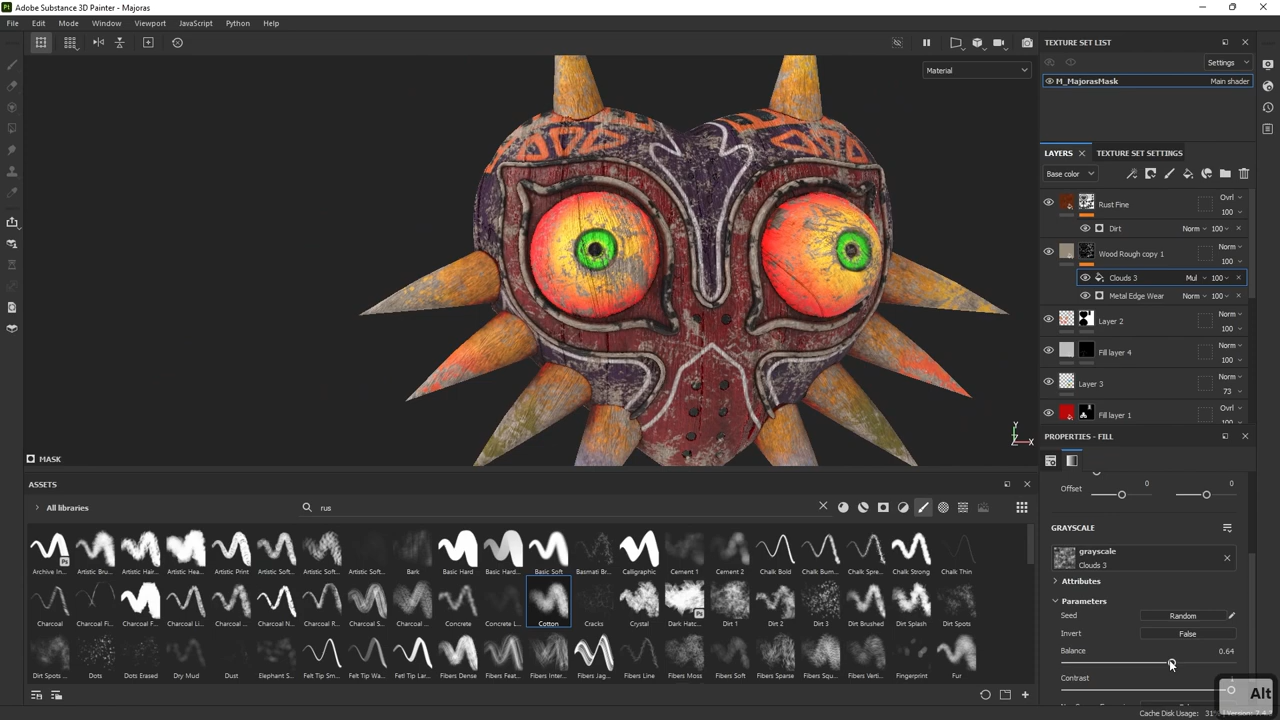 Adobe Substance 3D Painter - Majoras
File Edit Mode Window Viewport JavaScript Python Help
Material
MASK
TEXTURE SET LIST
Settings
M_MajorasMask Main shader
LAYERS TEXTURE SET SETTINGS
Base color
Rust Fine Ovrl
100
Dirt Norm 100
Wood Rough copy 1 Norm
100
Clouds 3 Mul 100
Metal Edge Wear Norm 100
Layer 2 Norm
100
Fill layer 4 Norm
100
Layer 3 Norm
73
Fill layer 1 Ovrl
PROPERTIES - FILL
Offset 0 0
GRAYSCALE
grayscale
Clouds 3
Attributes
Parameters
Seed Random
Invert False
Balance 0.64
Contrast 1
Alt
Y
X
ASSETS
All libraries rus
Archive In... Artistic Bru... Artistic Hair... Artistic Hea... Artistic Print Artistic Soft... Artistic Sof... Artistic Soft... Bark Basic Hard Basic Hard... Basic Soft Basmati Br... Calligraphic Cement 1 Cement 2 Chalk Bold Chalk Bum... Chalk Spre... Chalk Strong Chalk Thin
Charcoal Charcoal Fi... Charcoal F... Charcoal Li... Charcoal ... Charcoal N... Charcoal R... Charcoal S... Charcoal ... Concrete Concrete L... Cotton Cracks Crystal Dark Hatc... Dirt 1 Dirt 2 Dirt 3 Dirt Brushed Dirt Splash Dirt Spots
Dirt Spots ... Dots Dots Erased Dry Mud Dust Elephant S... Felt Tip Sm... Felt Tip Wa... Fetl Tip Lar... Fibers Dense Fibers Feat... Fibers Inter... Fibers Jag... Fibers Line Fibers Moss Fibers Soft Fibers Sparse Fibers Squ... Fibers Verti... Fingerprint Fur
Cache Disk Usage: 31% Version: 7.4